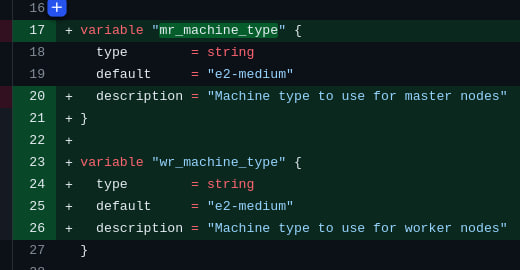 16 +
17 + variable "mr_machine_type" {
18 type = string
19 default = "e2-medium"
20 + description = "Machine type to use for master nodes"
21 + }
22 +
23 + variable "wr_machine_type" {
24 + type = string
25 + default = "e2-medium"
26 + description = "Machine type to use for worker nodes"
27 }